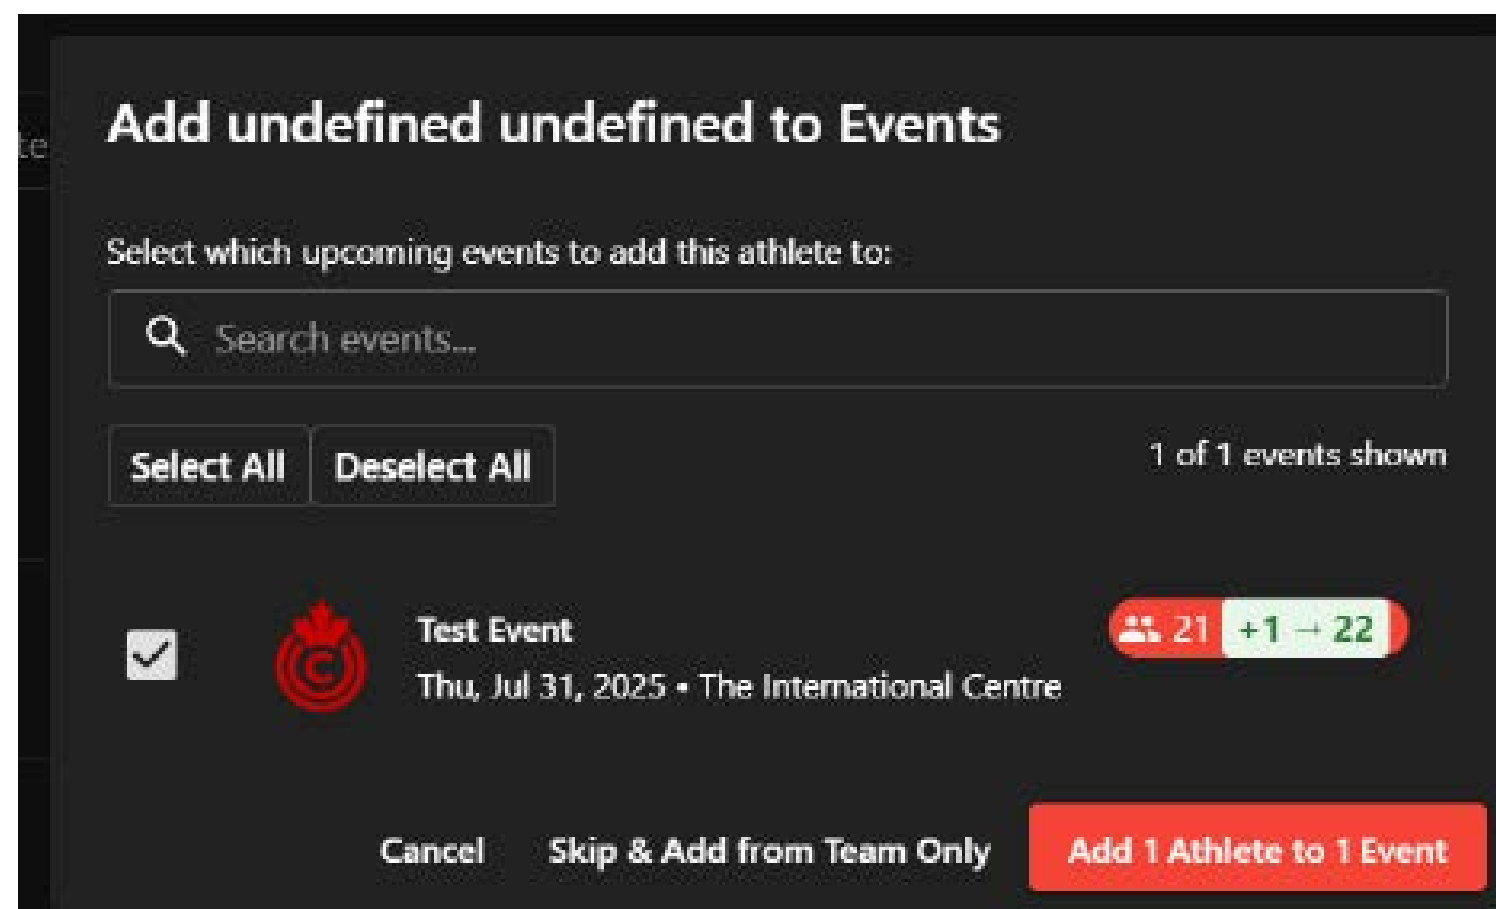 Add undefined undefined to Events
te
Select which upcoming events to add this athlete to:
Search events...
Select All Deselect All 1 of 1 events shown
Test Event 21 +1 → 22
C
Thu, Jul 31, 2025 • The International Centre
Cancel Skip & Add from Team Only Add 1 Athlete to 1 Event